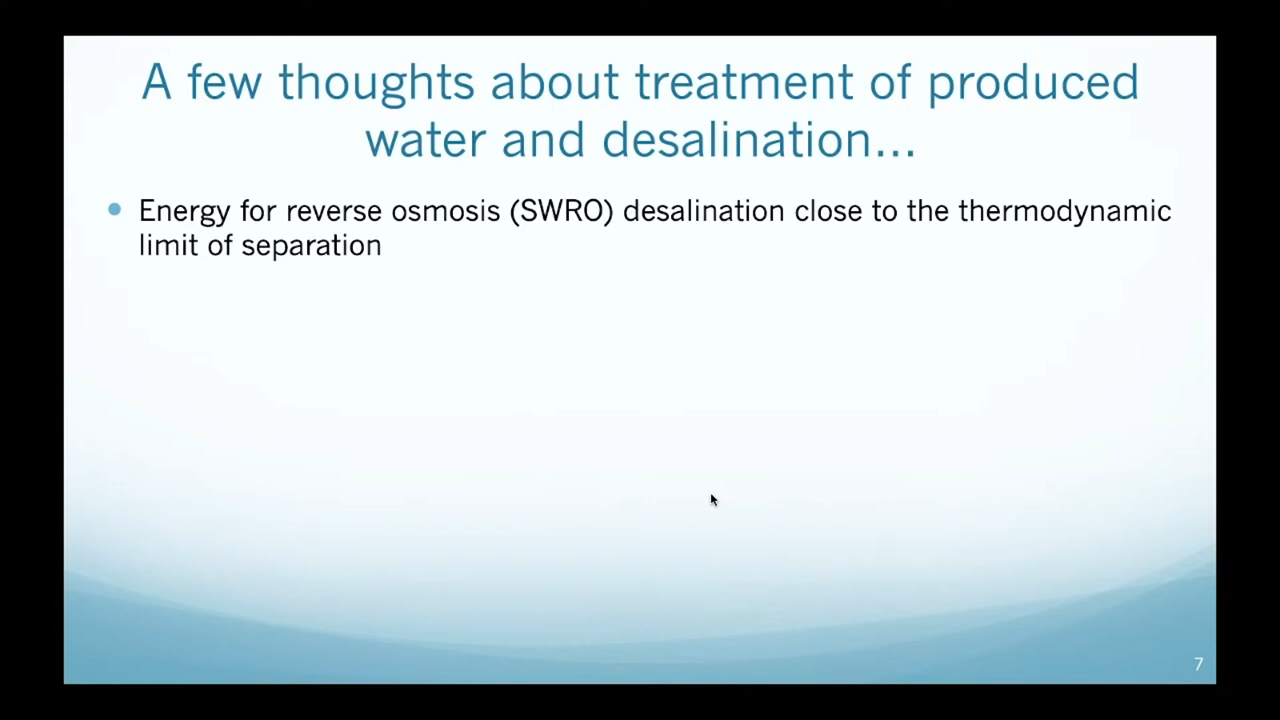 A few thoughts about treatment of produced
water and desalination...
• Energy for reverse osmosis (SWRO) desalination close to the thermodynamic
limit of separation
7